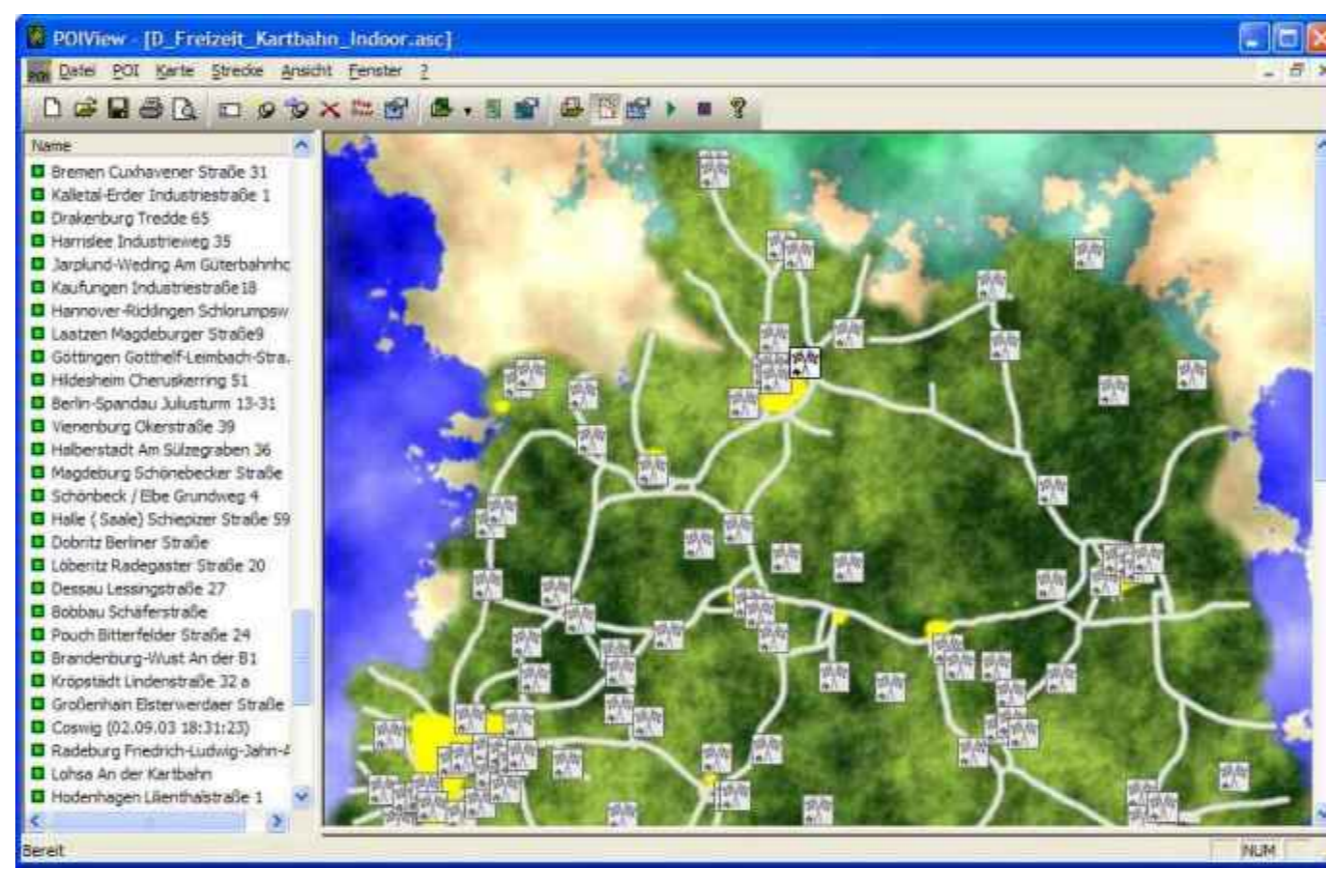 POIView - [D_Freizeit_Kartbahn_Indoor.asc]
POI Datei POI Karte Strecke Ansicht Fenster ?
Name
Bremen Cuxhavener Straße 31
Kalletal-Erder Industriestraße 1
Drakenburg Tredde 65
Harrislee Industrieweg 35
Jarplund-Weding Am Güterbahnho
Kaufungen Industriestraße18
Hannover-Ricklingen Schlorumpsw
Laatzen Magdeburger Straße9
Göttingen Gotthelf-Leimbach-Stra.
Hildesheim Cheruskerring 51
Berlin-Spandau Juliusturm 13-31
Vienenburg Okerstraße 39
Halberstadt Am Sülzegraben 36
Magdeburg Schönebecker Straße
Schönbeck / Elbe Grundweg 4
Halle ( Saale) Schiepizer Straße 59
Dobritz Berliner Straße
Löberitz Radegaster Straße 20
Dessau Lessingstraße 27
Bobbau Schäferstraße
Pouch Bitterfelder Straße 24
Brandenburg-Wust An der B1
Kröpstädt Lindenstraße 32 a
Großenhain Elsterwerdaer Straße
Coswig (02.09.03 18:31:23)
Radeburg Friedrich-Ludwig-Jahn-A
Lohsa An der Kartbahn
Hodenhagen Lilienthalstraße 1
Bereit
NUM